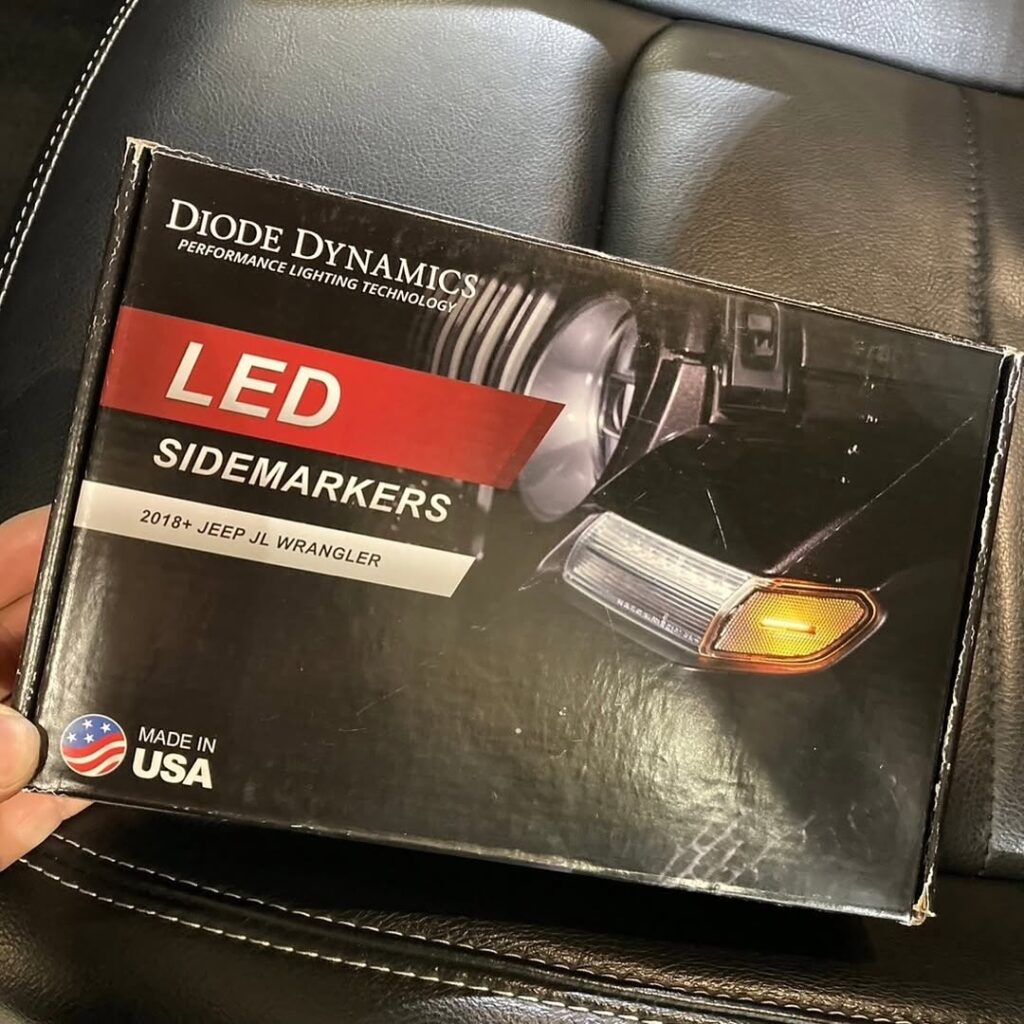 DIODE DYNAMICS
PERFORMANCE LIGHTING TECHNOLOGY
LED
SIDEMARKERS
2018+ JEEP JL WRANGLER
MADE IN
USA